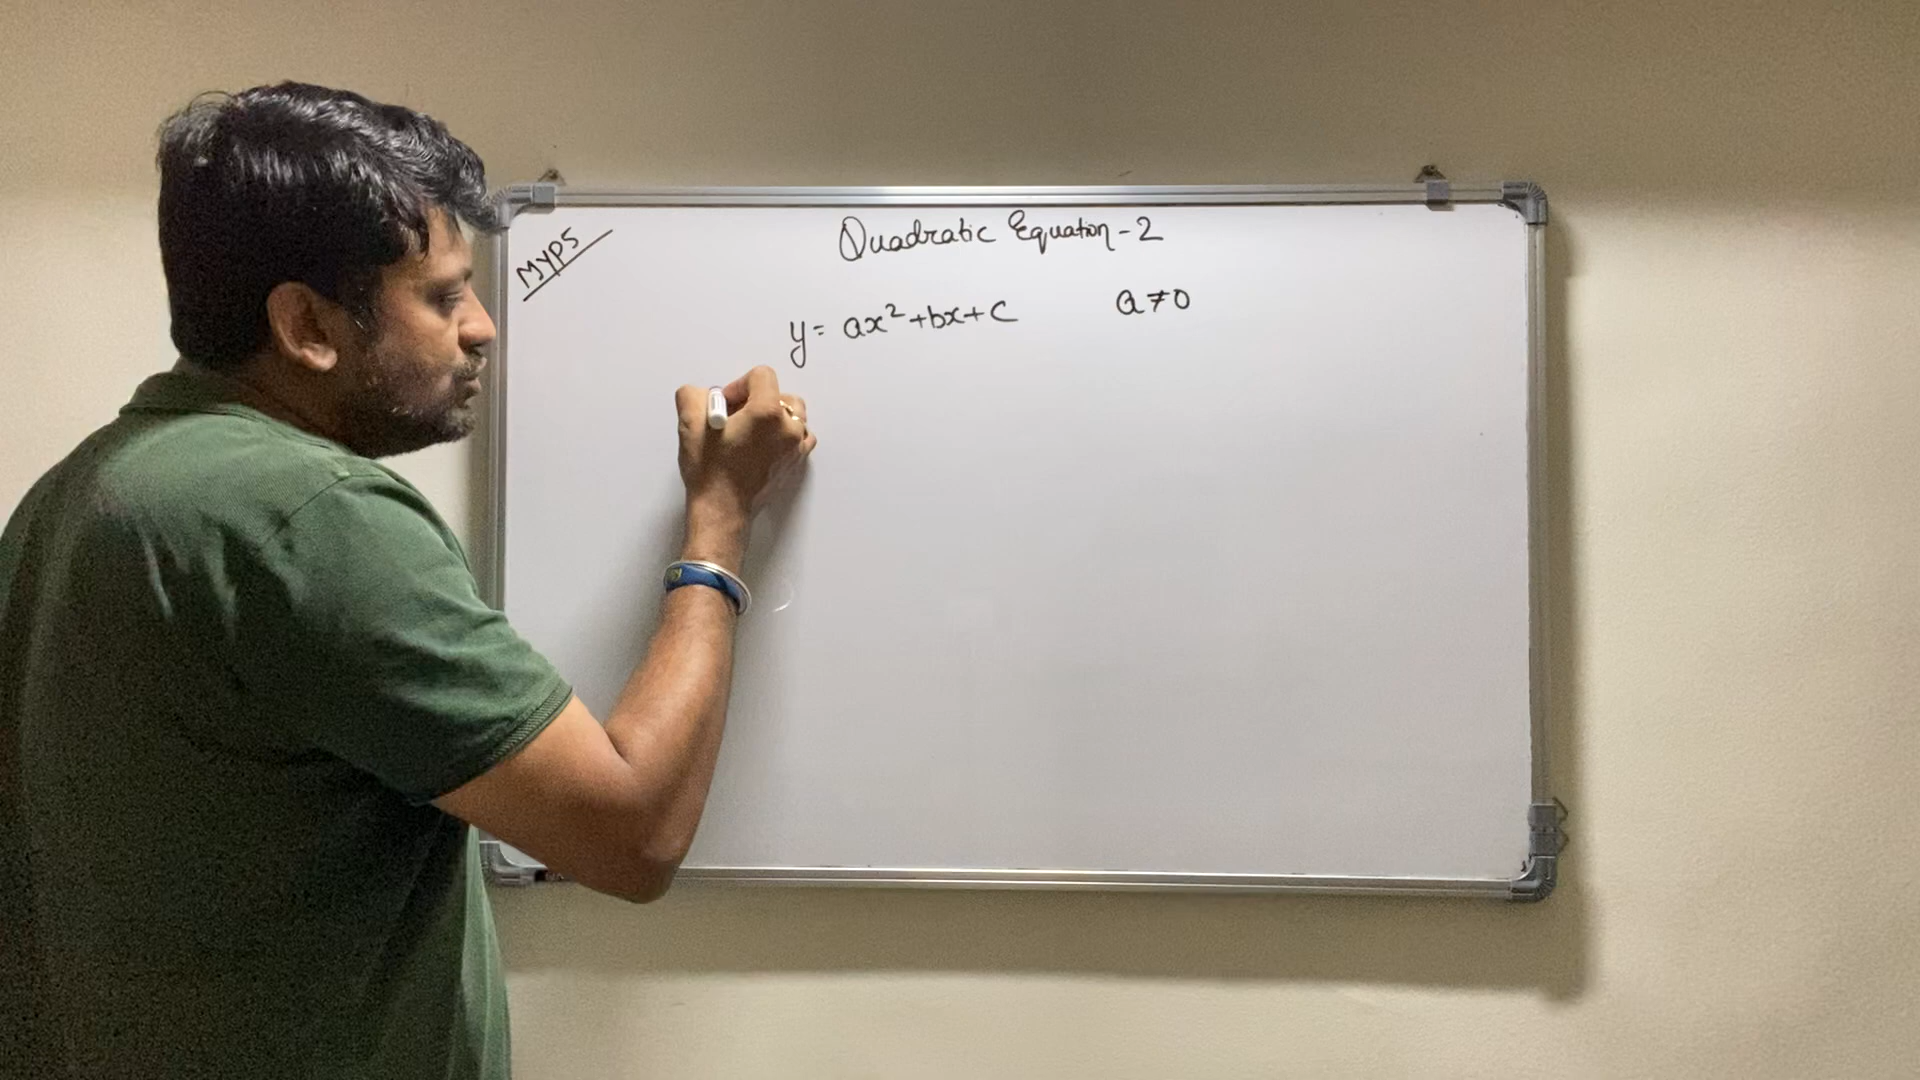 MYP5
Quadratic Equation-2
y= ax²+bx+c a≠0